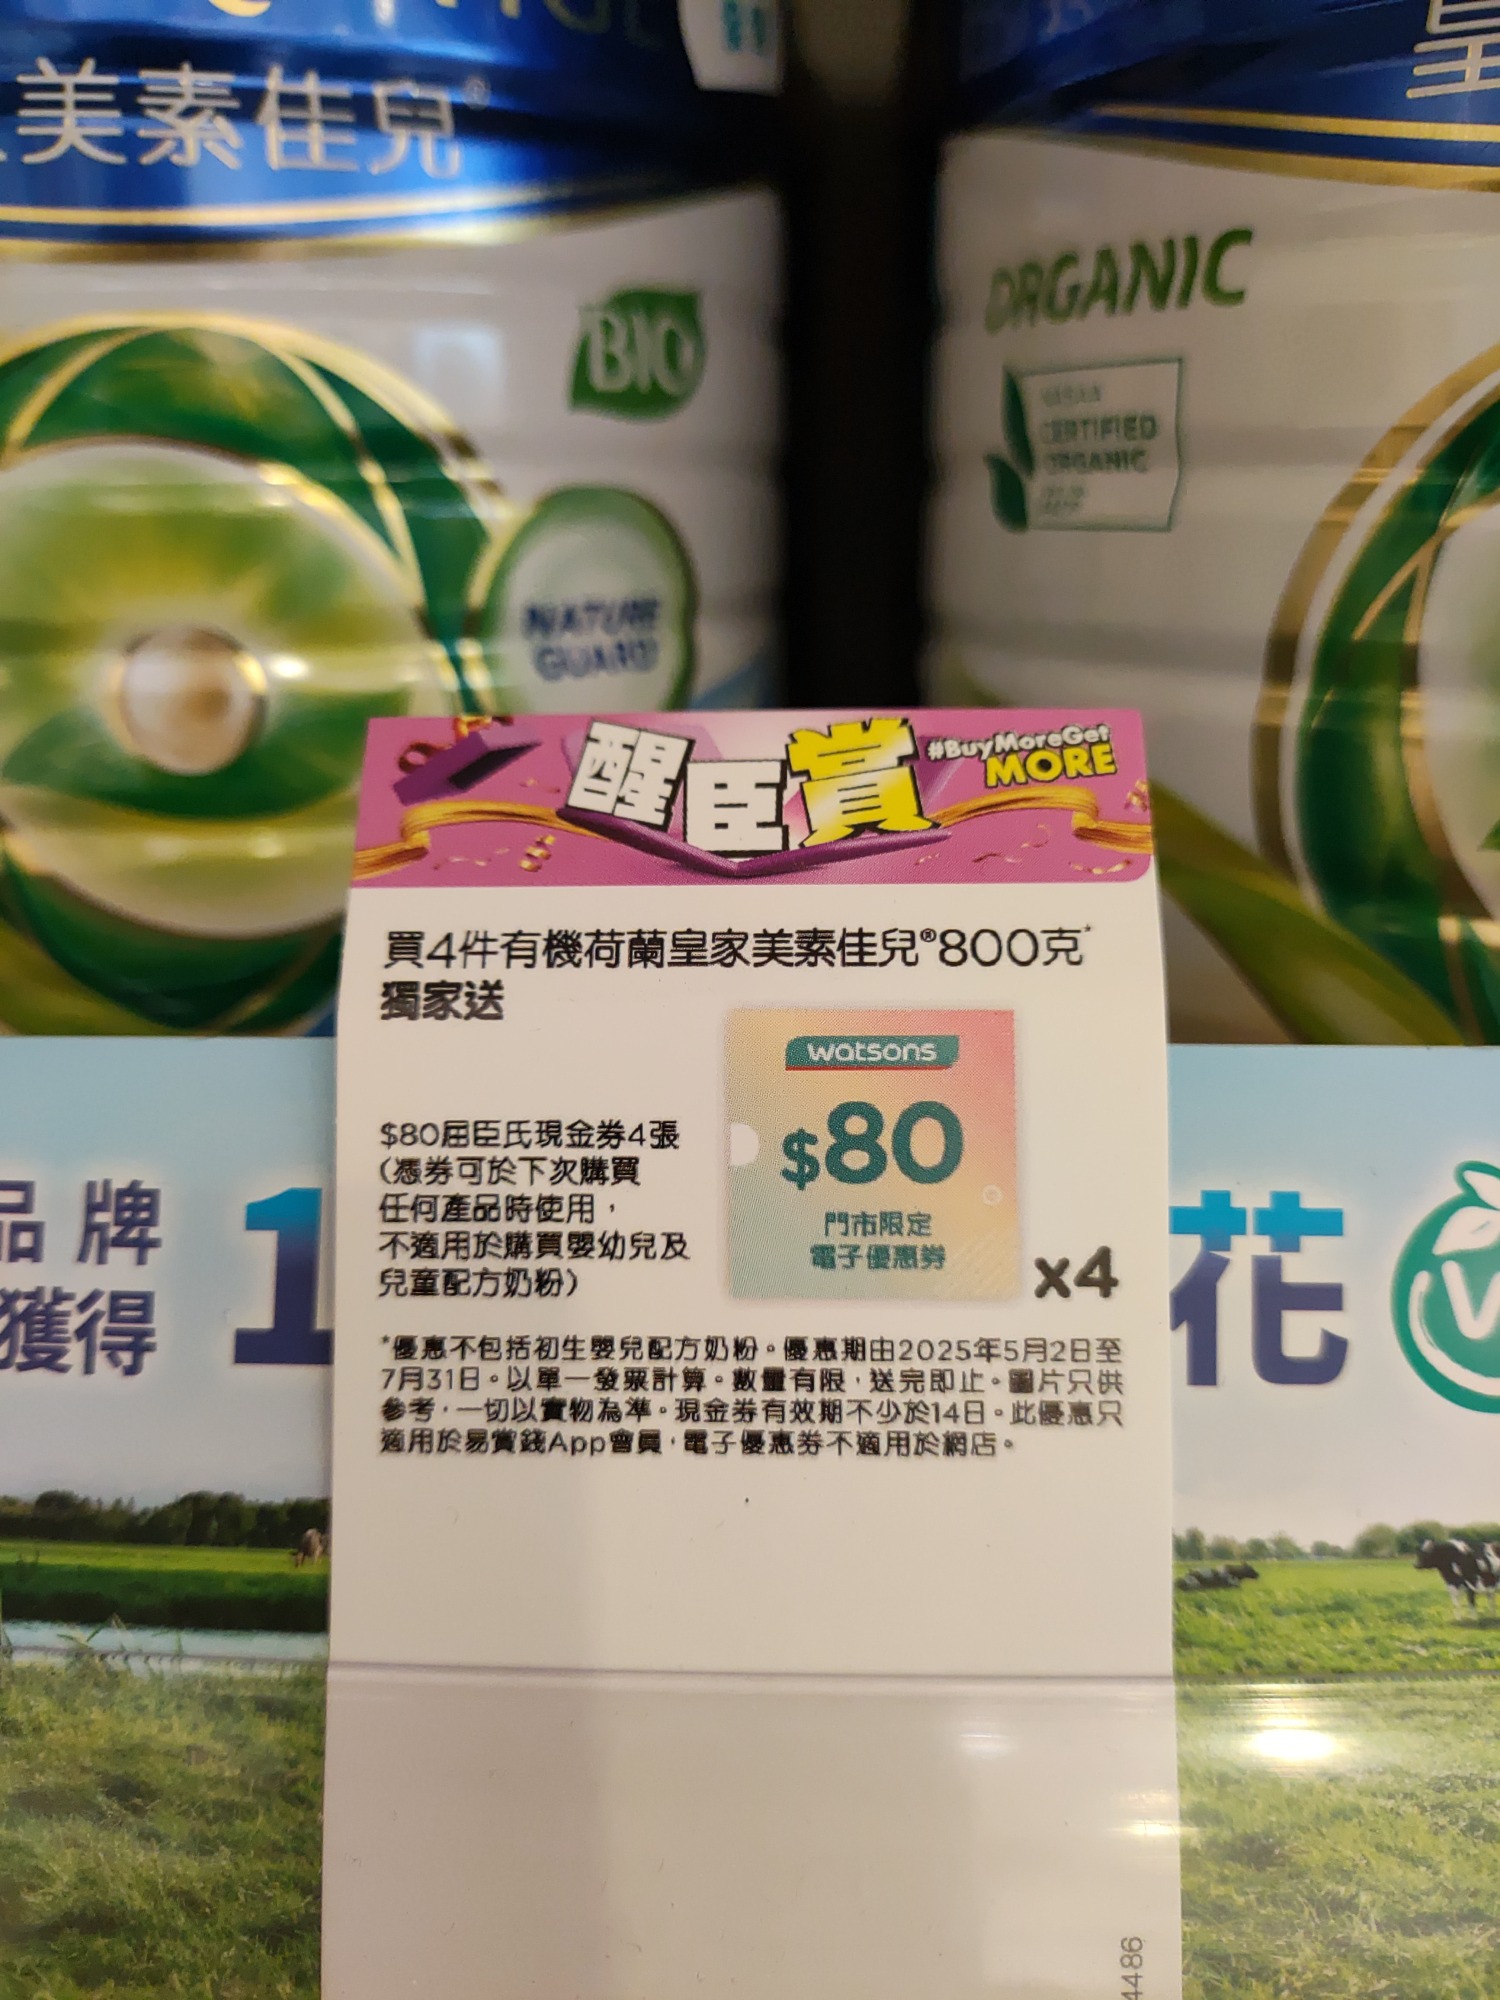 美素佳兒®
BIO
NATURE
GUARD
ORGANIC
CERTIFIED
ORGANIC
皇
醒臣賞
#BuyMoreGet
MORE
買4件有機荷蘭皇家美素佳兒®800克*
獨家送
watsons
$80
門市限定
電子優惠券
x4
$80屈臣氏現金券4張
(憑券可於下次購買
任何產品時使用，
不適用於購買嬰幼兒及
兒童配方奶粉)
*優惠不包括初生嬰兒配方奶粉。優惠期由2025年5月2日至
7月31日。以單一發票計算。數量有限，送完即止。圖片只供
參考，一切以實物為準。現金券有效期不少於14日。此優惠只
適用於易賞錢App會員，電子優惠券不適用於網店。
品牌
獲得
1
花
V
4486